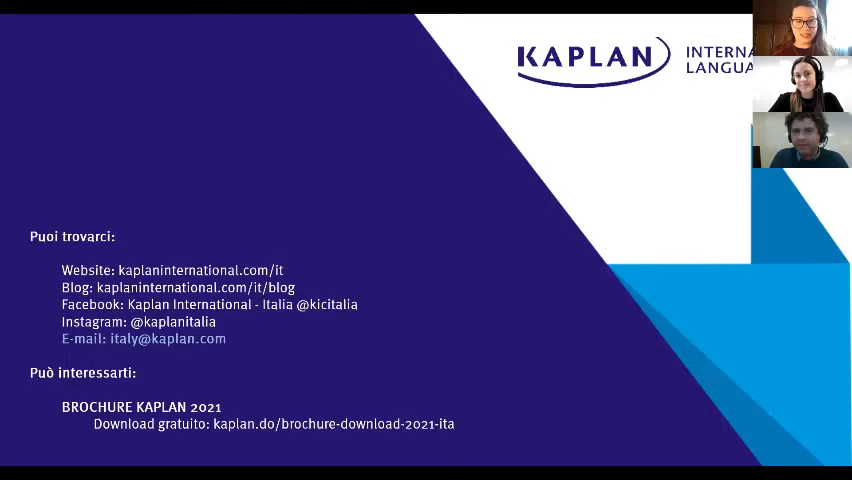 KAPLAN
INTERNA
LANGUA
Puoi trovarci:
Website: kaplaninternational.com/it
Blog: kaplaninternational.com/it/blog
Facebook: Kaplan International - Italia @kicitalia
Instagram: @kaplanitalia
E-mail: italy@kaplan.com
Può interessarti:
BROCHURE KAPLAN 2021
Download gratuito: kaplan.do/brochure-download-2021-ita